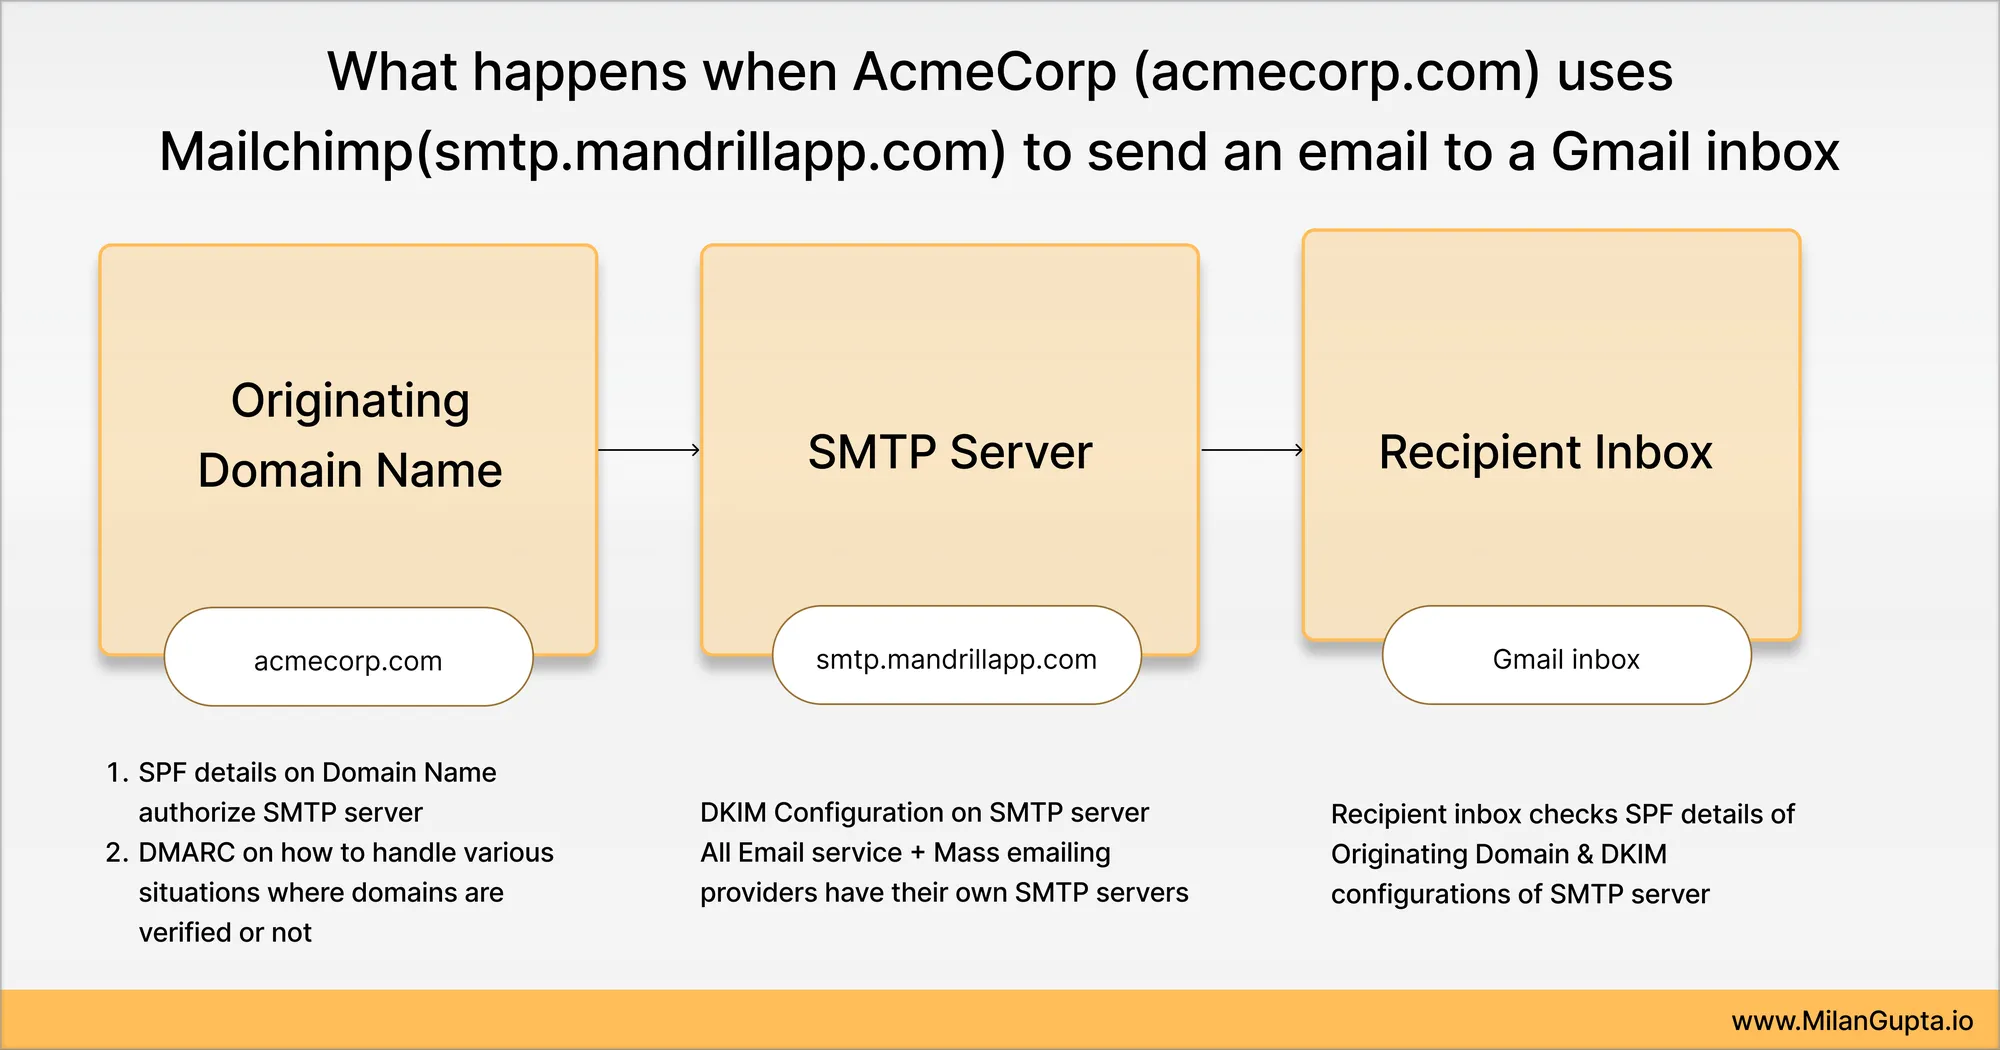 What happens when AcmeCorp (acmecorp.com) uses
Mailchimp(smtp.mandrillapp.com) to send an email to a Gmail inbox
Originating
Domain Name
acmecorp.com
1. SPF details on Domain Name
authorize SMTP server
2. DMARC on how to handle various
situations where domains are
verified or not
SMTP Server
smtp.mandrillapp.com
DKIM Configuration on SMTP server
All Email service + Mass emailing
providers have their own SMTP servers
Recipient Inbox
Gmail inbox
Recipient inbox checks SPF details of
Originating Domain & DKIM
configurations of SMTP server
www.MilanGupta.io